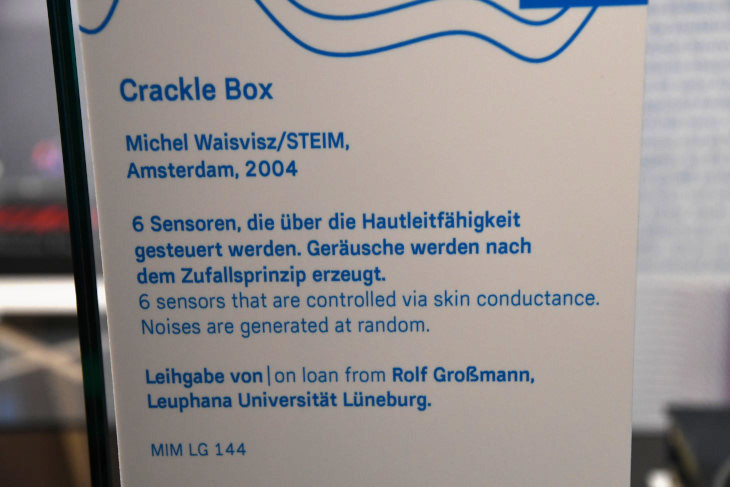 Crackle Box
Michel Waisvisz/STEIM,
Amsterdam, 2004
6 Sensoren, die über die Hautleitfähigkeit
gesteuert werden. Geräusche werden nach
dem Zufallsprinzip erzeugt.
6 sensors that are controlled via skin conductance.
Noises are generated at random.
Leihgabe von|on loan from Rolf Großmann,
Leuphana Universität Lüneburg.
MIM LG 144